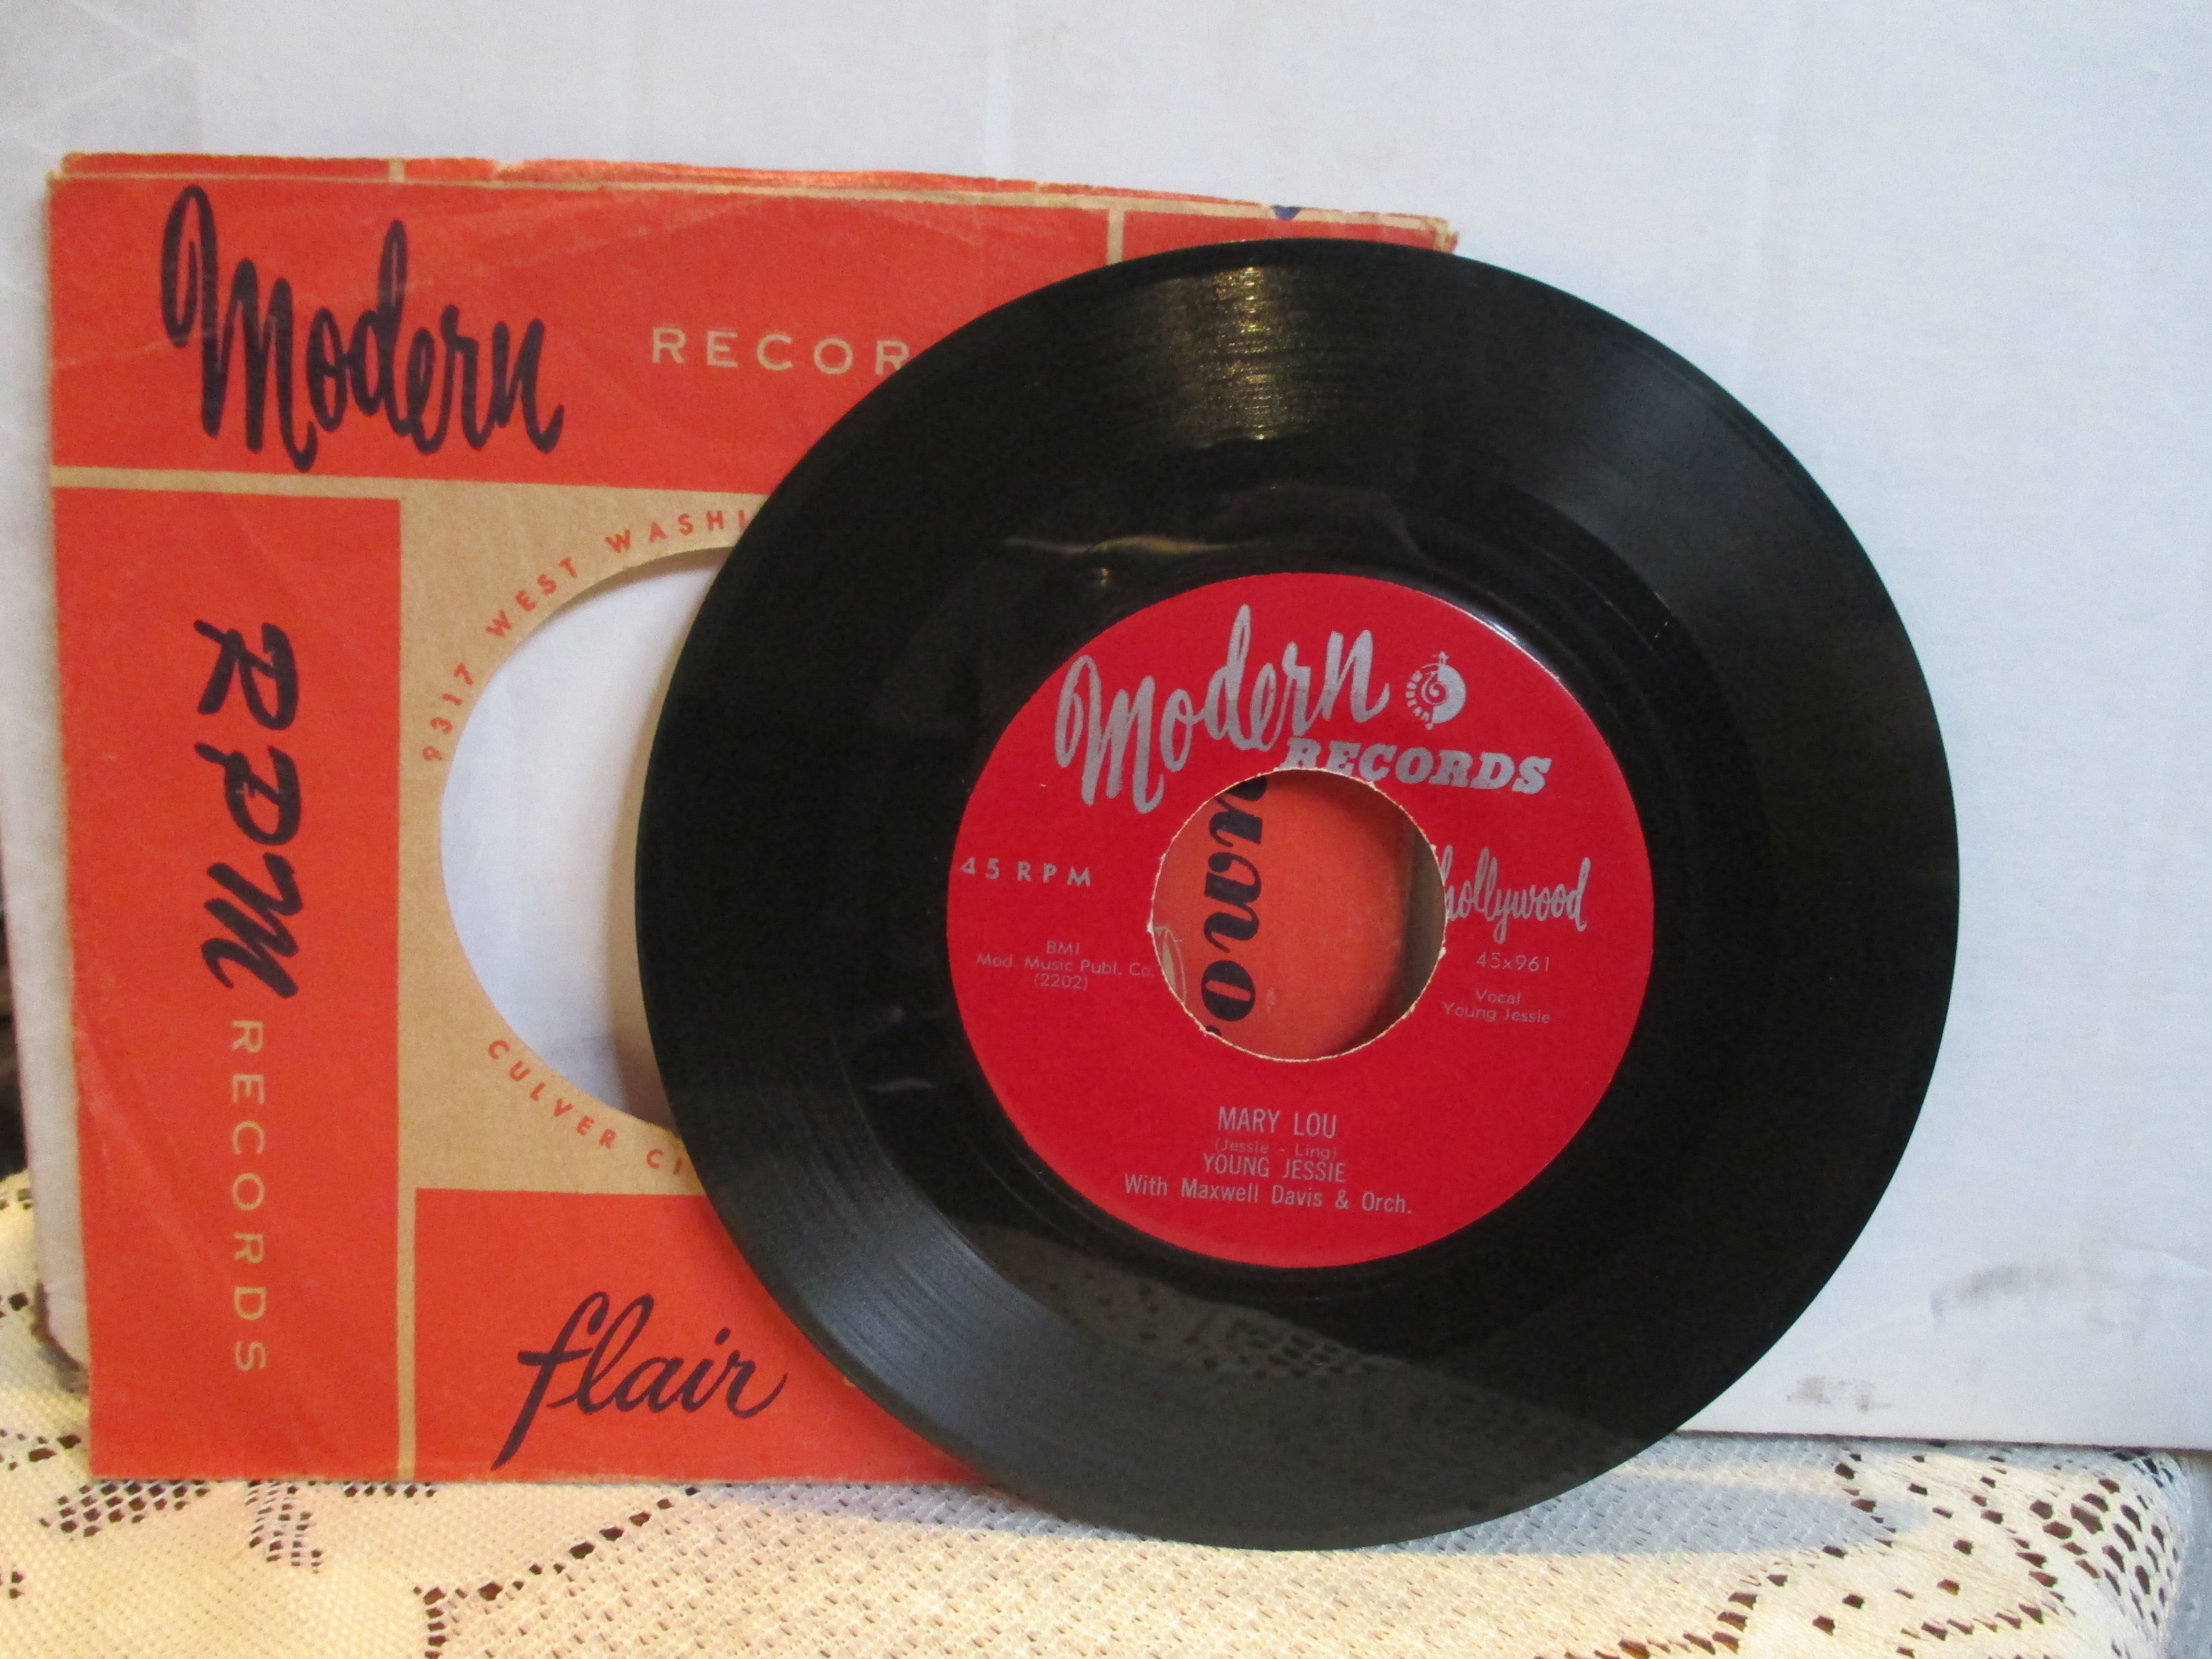 Modern RECOR
9317 WEST WASHI
RPM RECORDS
CULVER CI
flair
Modern
RECORDS
45 RPM
hollywood
BMI
Mod. Music Publ. Co.
(2202)
45x961
Vocal
Young Jessie
MARY LOU
(Jessie - Ling)
YOUNG JESSIE
With Maxwell Davis & Orch.